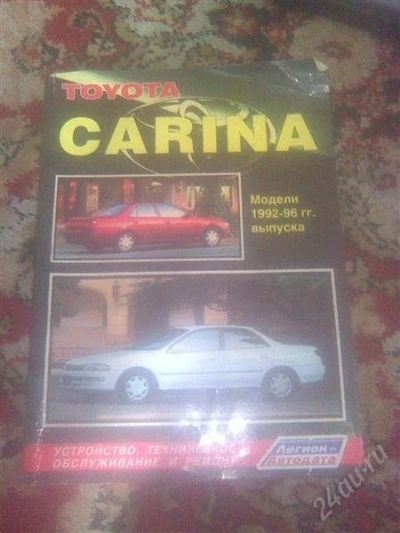 TOYOTA
CARINA
Модели
1992-96 гг.
выпуска
УСТРОЙСТВО, ТЕХНИЧЕСКОЕ
ОБСЛУЖИВАНИЕ И РЕМОНТ
Легион-
Автодата
24au.ru